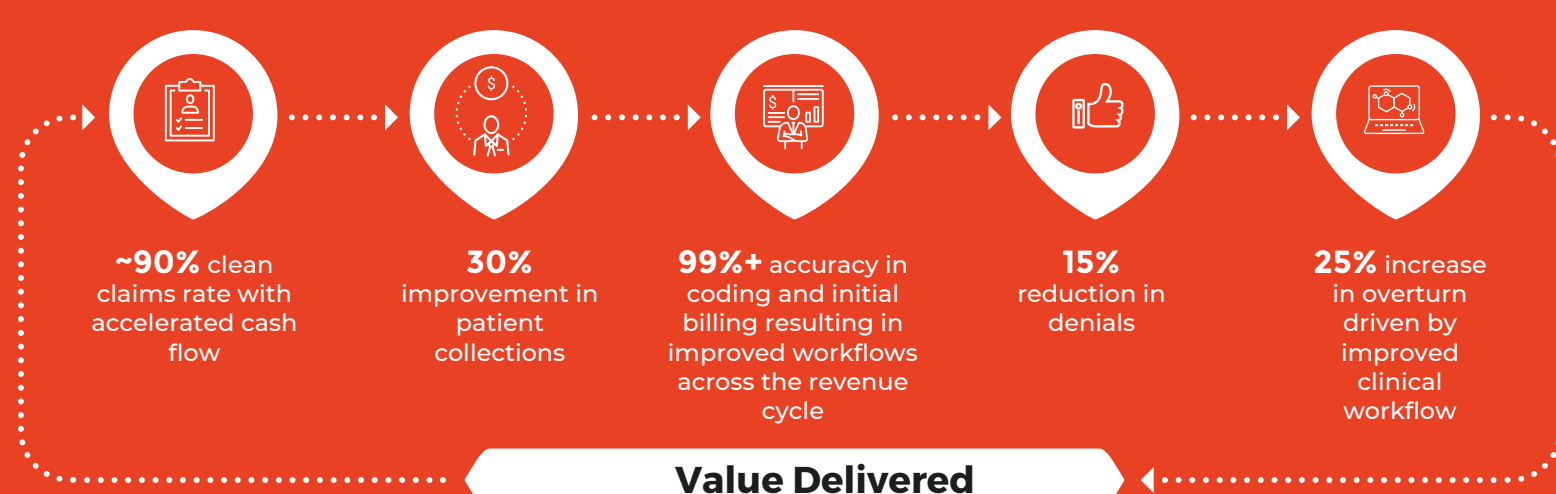 ~90% clean
claims rate with
accelerated cash
flow
30%
improvement in
patient
collections
99%+ accuracy in
coding and initial
billing resulting in
improved workflows
across the revenue
cycle
15%
reduction in
denials
25% increase
in overturn
driven by
improved
clinical
workflow
Value Delivered